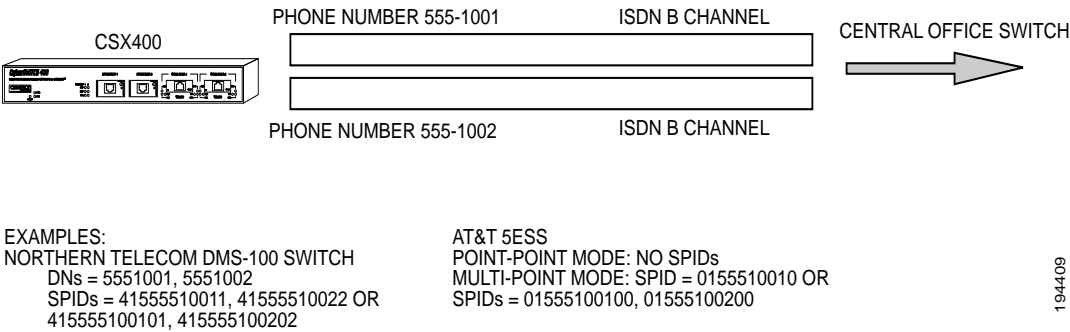 PHONE NUMBER 555-1001
ISDN B CHANNEL
CENTRAL OFFICE SWITCH
CSX400
PHONE NUMBER 555-1002
ISDN B CHANNEL
EXAMPLES:
NORTHERN TELECOM DMS-100 SWITCH
DNs = 5551001, 5551002
SPIDs = 41555510011, 41555510022 OR
415555100101, 415555100202
AT&T 5ESS
POINT-POINT MODE: NO SPIDs
MULTI-POINT MODE: SPID = 0155510010 OR
SPIDs = 01555100100, 01555100200
194409